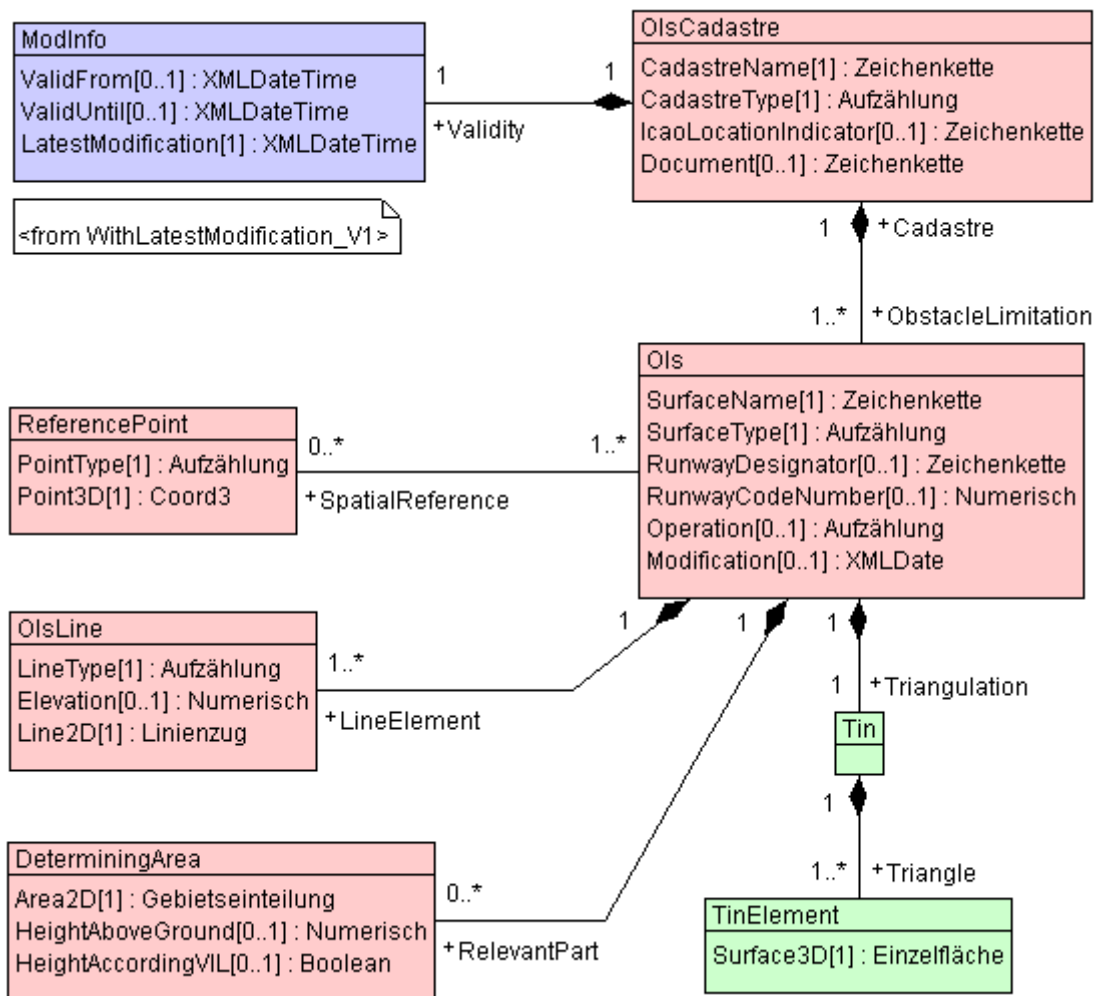 ModInfo
ValidFrom[0..1] : XMLDateTime
ValidUntil[0..1] : XMLDateTime
LatestModification[1] : XMLDateTime
<from WithLatestModification_V1>
1
1
+Validity
OlsCadastre
CadastreName[1] : Zeichenkette
CadastreType[1] : Aufzählung
IcaoLocationIndicator[0..1] : Zeichenkette
Document[0..1] : Zeichenkette
1
+Cadastre
1..*
+ObstacleLimitation
Ols
SurfaceName[1] : Zeichenkette
SurfaceType[1] : Aufzählung
RunwayDesignator[0..1] : Zeichenkette
RunwayCodeNumber[0..1] : Numerisch
Operation[0..1] : Aufzählung
Modification[0..1] : XMLDate
ReferencePoint
PointType[1] : Aufzählung
Point3D[1] : Coord3
0..*
1..*
+SpatialReference
OlsLine
LineType[1] : Aufzählung
Elevation[0..1] : Numerisch
Line2D[1] : Linienzug
1..*
+LineElement
1
1
1
1
+Triangulation
Tin
1
1..*
+Triangle
TinElement
Surface3D[1] : Einzelfläche
DeterminingArea
Area2D[1] : Gebietseinteilung
HeightAboveGround[0..1] : Numerisch
HeightAccordingVIL[0..1] : Boolean
0..*
+RelevantPart